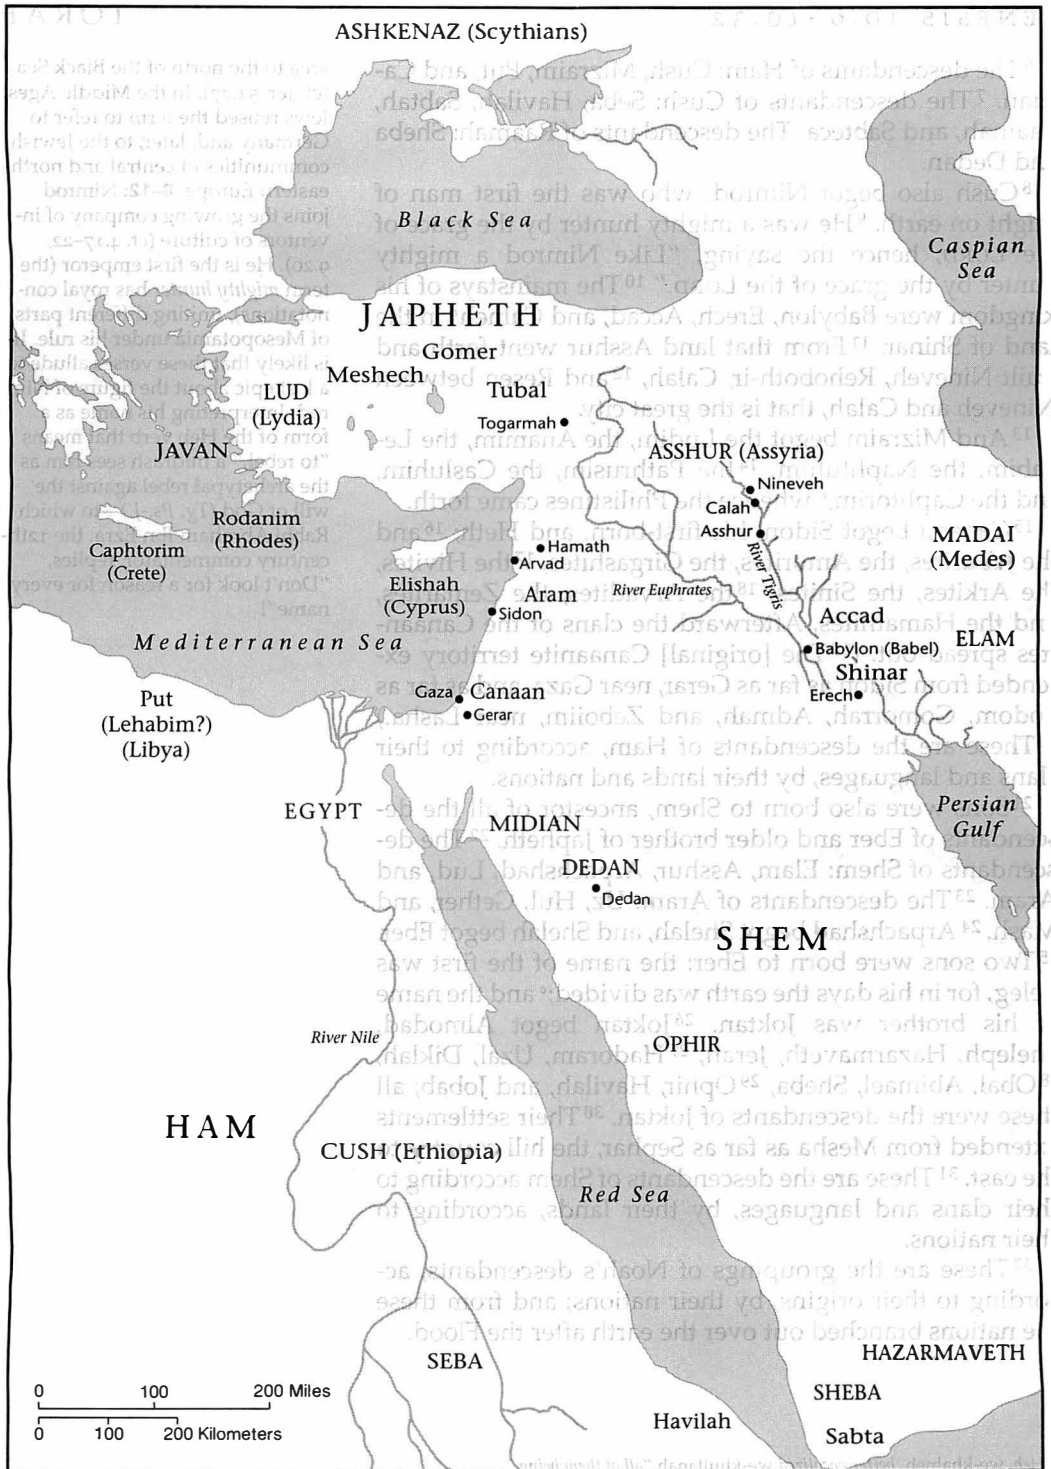 ASHKENAZ (Scythians)
Black Sea
Caspian
Sea
JAPHETH
Gomer
Meshech
Tubal
LUD
(Lydia)
Togarmah
JAVAN
ASSHUR (Assyria)
Nineveh
Calah
Asshur
River Tigris
Rodanim
(Rhodes)
Caphtorim
(Crete)
Hamath
Arvad
MADAI
(Medes)
Elishah
(Cyprus)
Aram
River Euphrates
Sidon
Accad
ELAM
Mediterranean Sea
Babylon (Babel)
Shinar
Erech
Put
(Lehabim?)
(Libya)
Gaza
Canaan
Gerar
EGYPT
MIDIAN
Persian
Gulf
DEDAN
Dedan
SHEM
River Nile
OPHIR
HAM
CUSH (Ethiopia)
Red Sea
SEBA
HAZARMAVETH
SHEBA
Havilah
Sabta
0 100 200 Miles
0 100 200 Kilometers